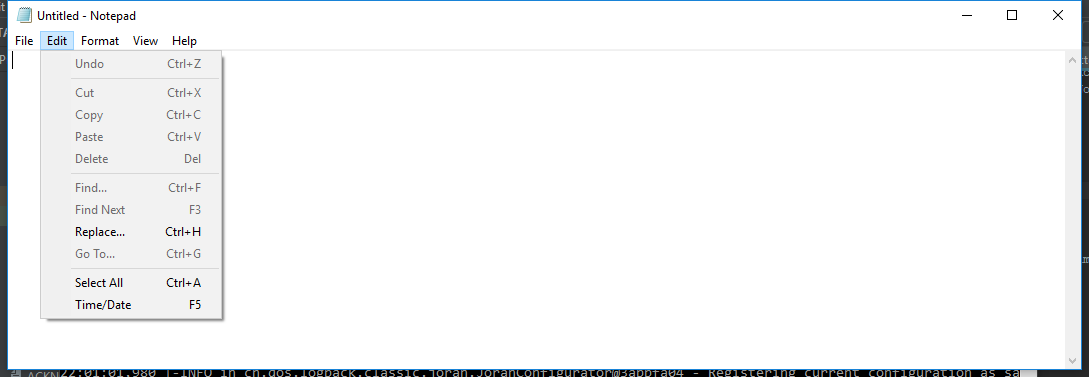 Untitled - Notepad
File Edit Format View Help
Undo Ctrl+Z
Cut Ctrl+X
Copy Ctrl+C
Paste Ctrl+V
Delete Del
Find... Ctrl+F
Find Next F3
Replace... Ctrl+H
Go To... Ctrl+G
Select All Ctrl+A
Time/Date F5
22:01:01,980 |-INFO in ch.qos.logback.classic.joran.JoranConfigurator@3abbfa04 - Registering current configuration as sa